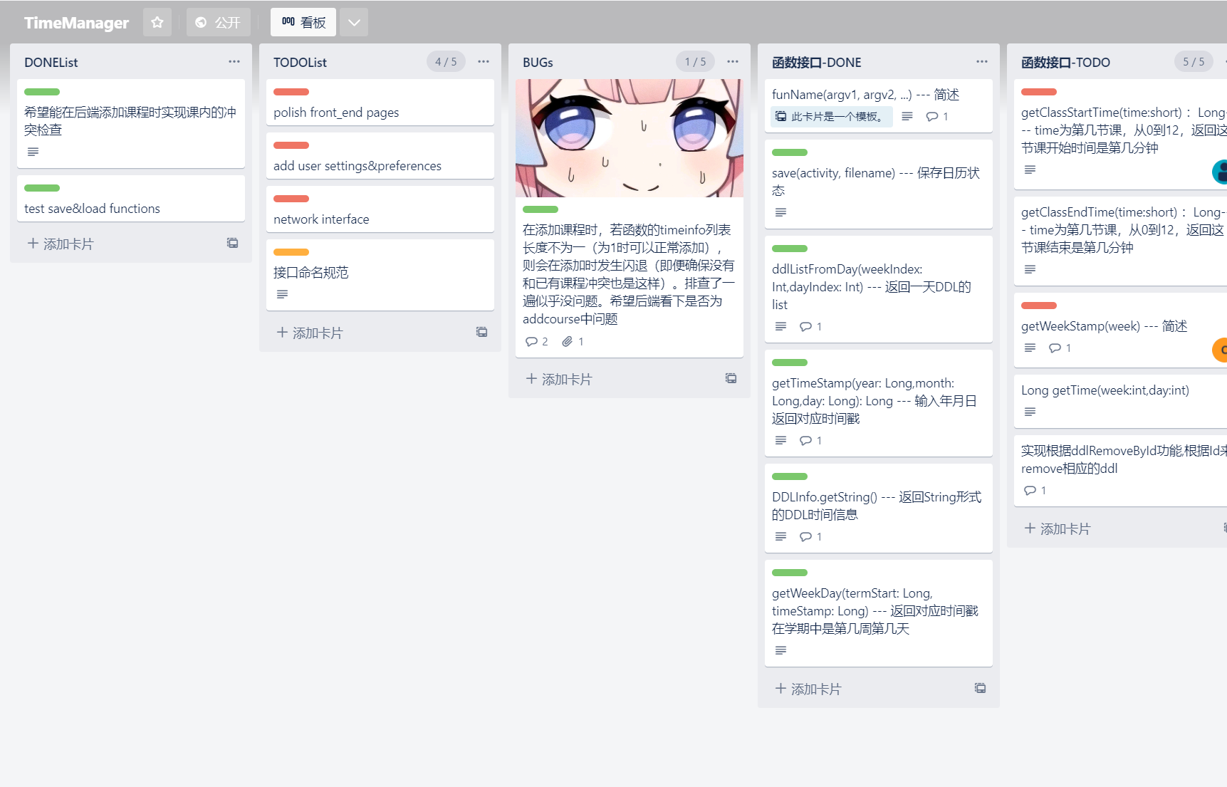 TimeManager
公开
看板
DONEList
希望能在后端添加课程时实现课内的冲
突检查
test save&load functions
添加卡片
TODOList
4 / 5
polish front_end pages
add user settings&preferences
network interface
接口命名规范
添加卡片
BUGs
1 / 5
在添加课程时，若函数的timeinfo列表
长度不为一（为1时可以正常添加），
则会在添加时发生闪退（即便确保没有
和已有课程冲突也是这样）。排查了一
遍似乎没问题。希望后端看下是否为
addcourse中问题
2
1
添加卡片
函数接口-DONE
funName(argv1, argv2, ...) --- 简述
此卡片是一个模板。
1
save(activity, filename) --- 保存日历状
态
ddlListFromDay(weekIndex:
Int,dayIndex: Int) --- 返回一天DDL的
list
1
getTimeStamp(year: Long,month:
Long,day: Long): Long --- 输入年月日
返回对应时间戳
1
DDLInfo.getString() --- 返回String形式
的DDL时间信息
1
getWeekDay(termStart: Long,
timeStamp: Long) --- 返回对应时间戳
在学期中是第几周第几天
添加卡片
函数接口-TODO
5 / 5
getClassStartTime(time:short) ：Long-
-- time为第几节课，从0到12，返回这
节课开始时间是第几分钟
getClassEndTime(time:short) ：Long--
- time为第几节课，从0到12，返回这
节课结束是第几分钟
getWeekStamp(week) --- 简述
1
Long getTime(week:int,day:int)
实现根据ddlRemoveById功能,根据Id来
remove相应的ddl
1
添加卡片